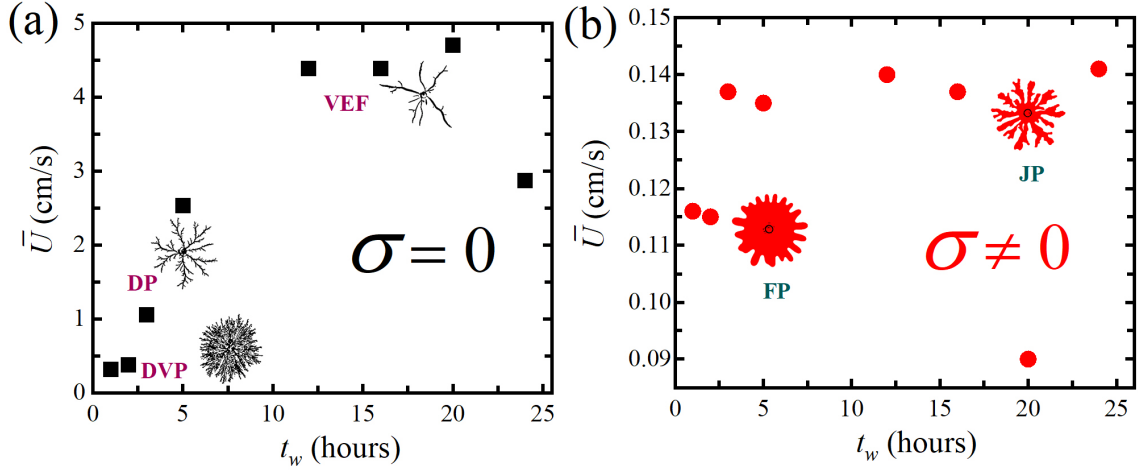 (a)
5
4
3
2
1
0
Ū (cm/s)
VEF
DP
DVP
σ = 0
0 5 10 15 20 25
t_w (hours)
(b)
0.15
0.14
0.13
0.12
0.11
0.10
0.09
Ū (cm/s)
JP
FP
σ ≠ 0
0 5 10 15 20 25
t_w (hours)